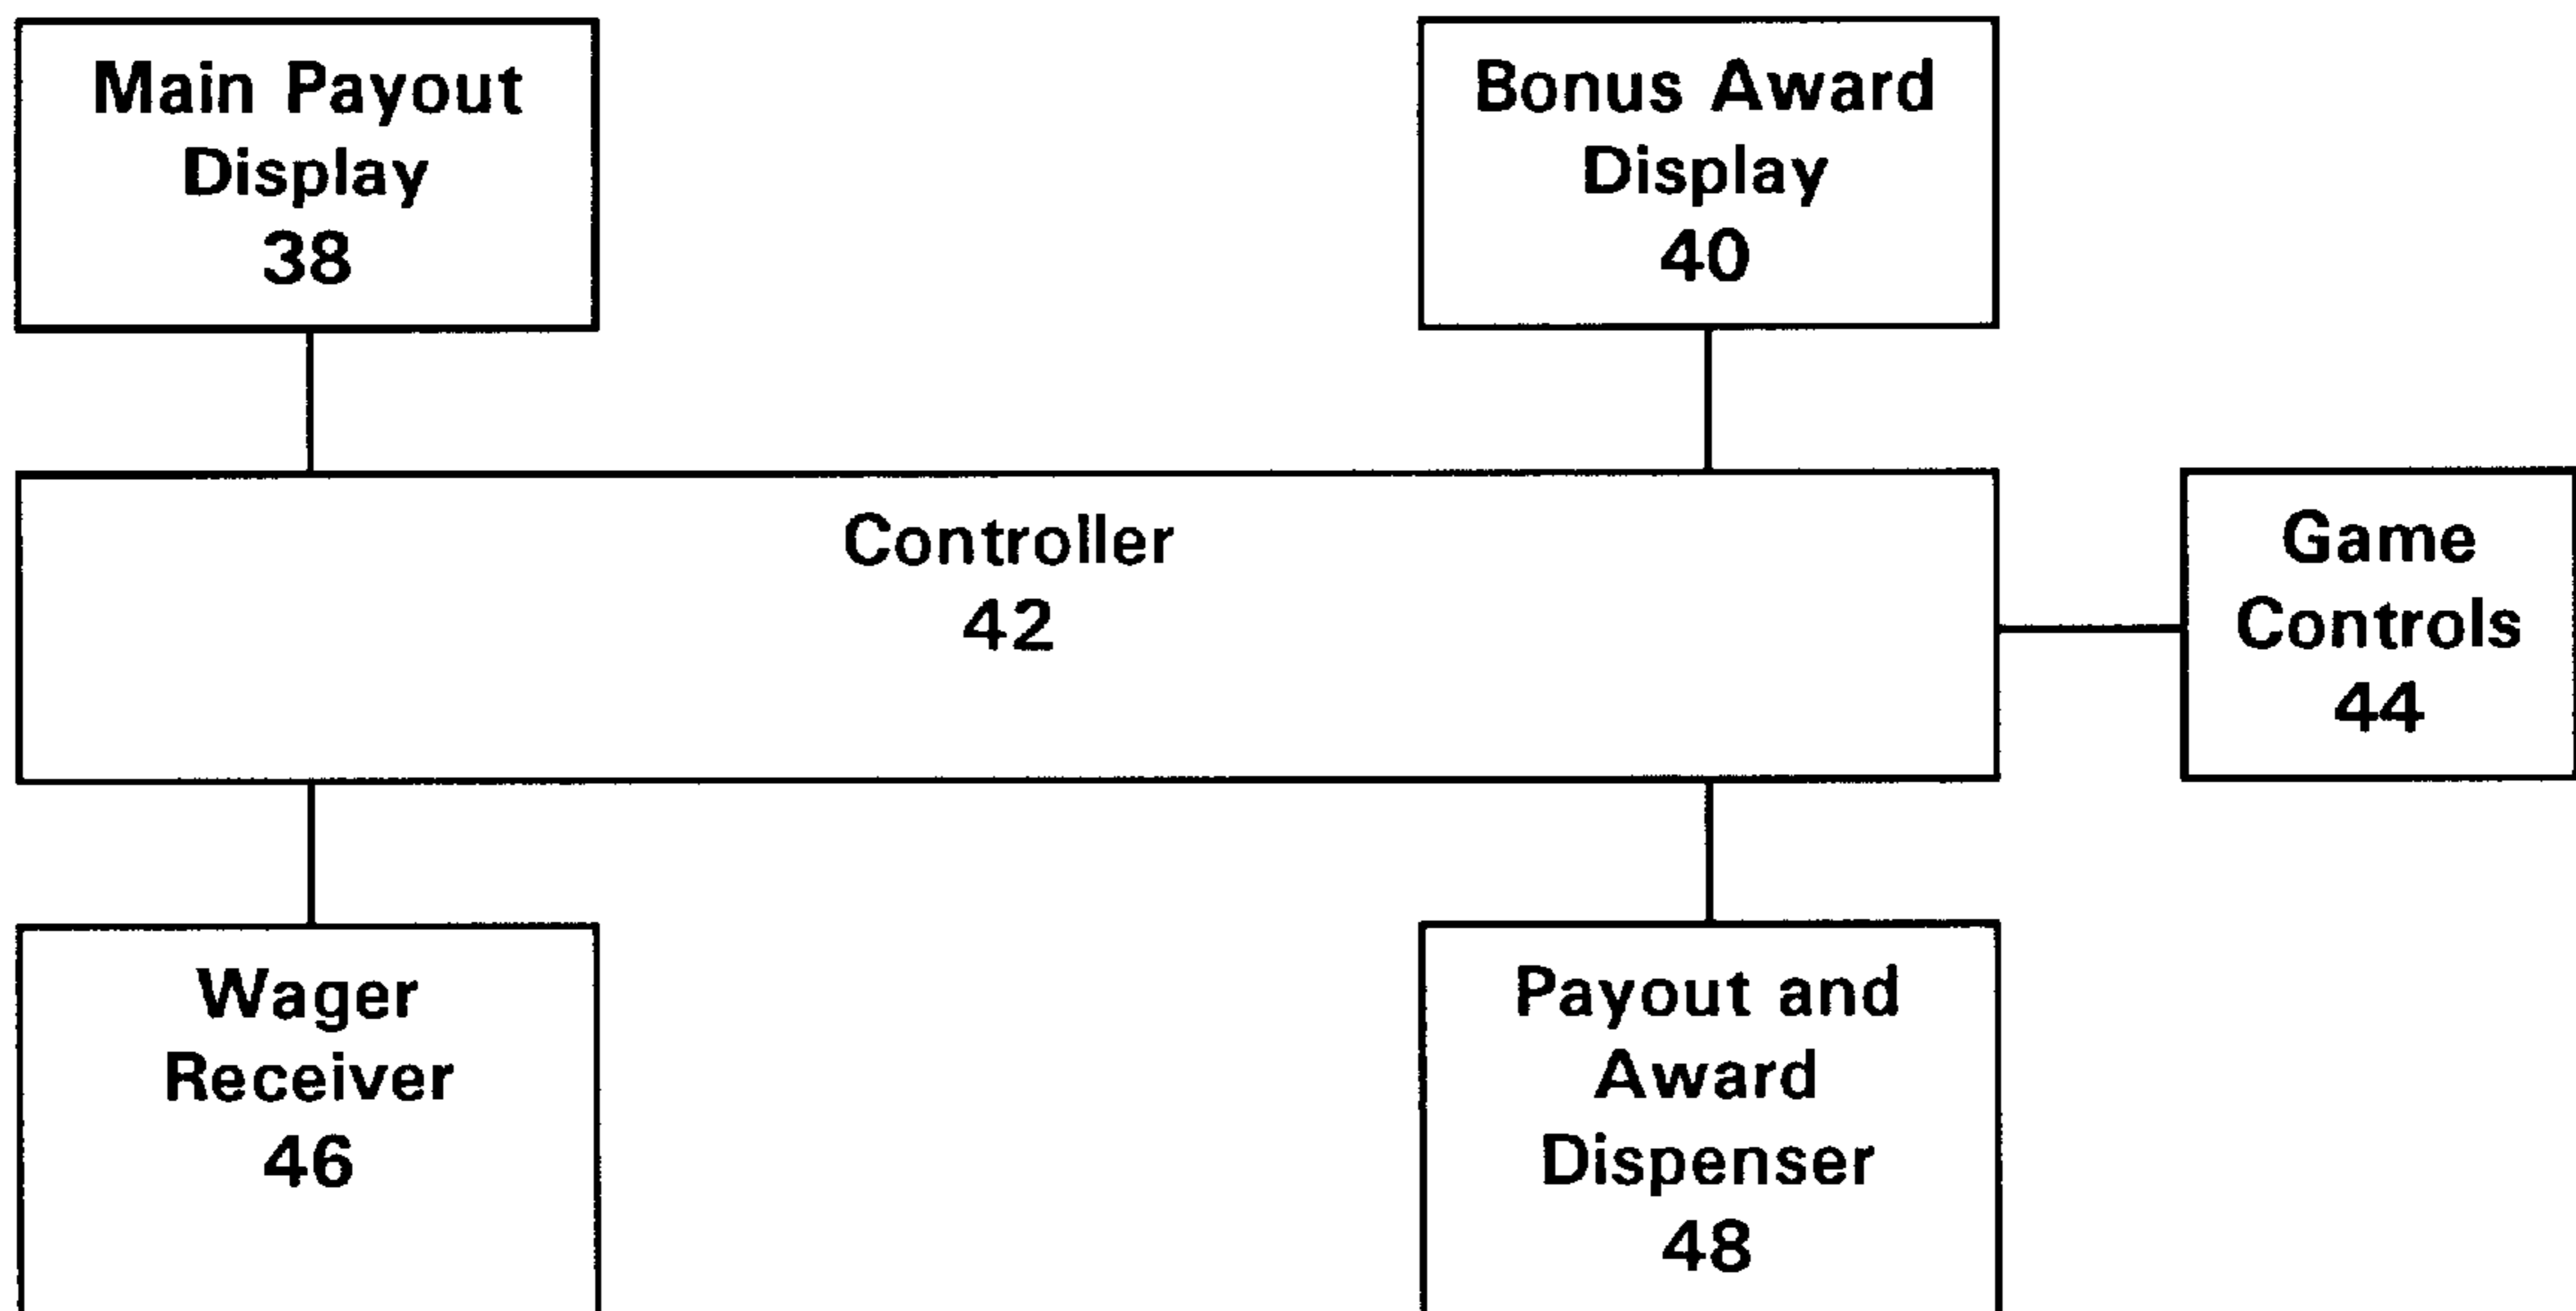 Main Payout
Display
38
Bonus Award
Display
40
Controller
42
Game
Controls
44
Wager
Receiver
46
Payout and
Award
Dispenser
48